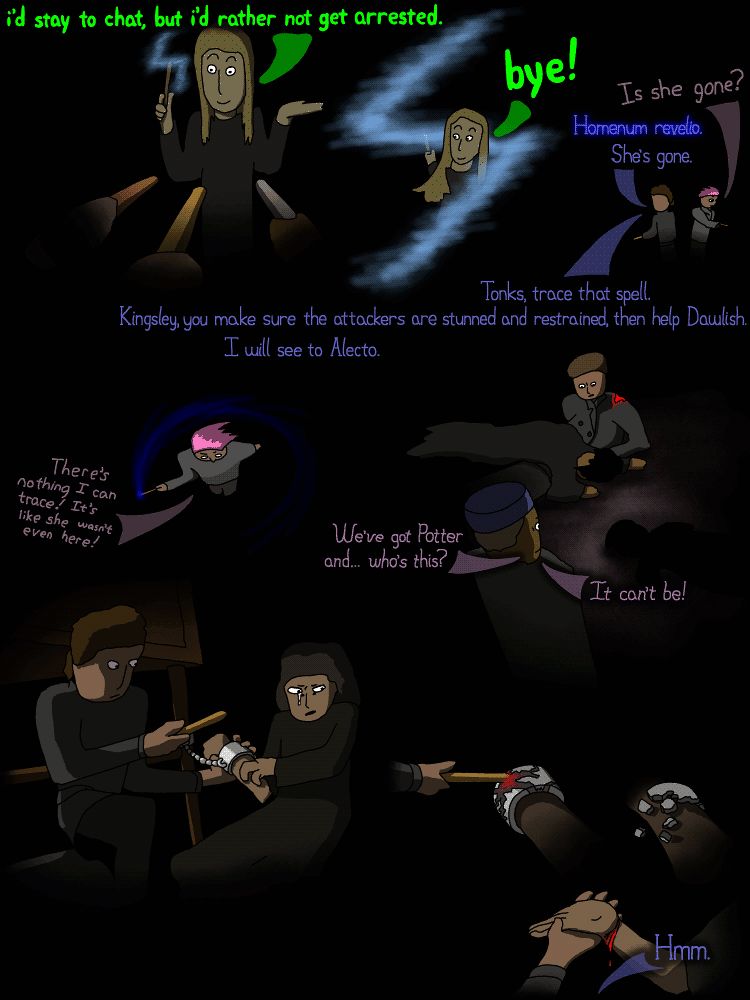 i'd stay to chat, but i'd rather not get arrested.
bye!
Is she gone?
Homenum revelio.
She's gone.
Tonks, trace that spell.
Kingsley, you make sure the attackers are stunned and restrained, then help Dawlish.
I will see to Alecto.
There's
nothing I can
trace! It's
like she wasn't
even here!
We've got Potter
and... who's this?
It can't be!
Hmm.